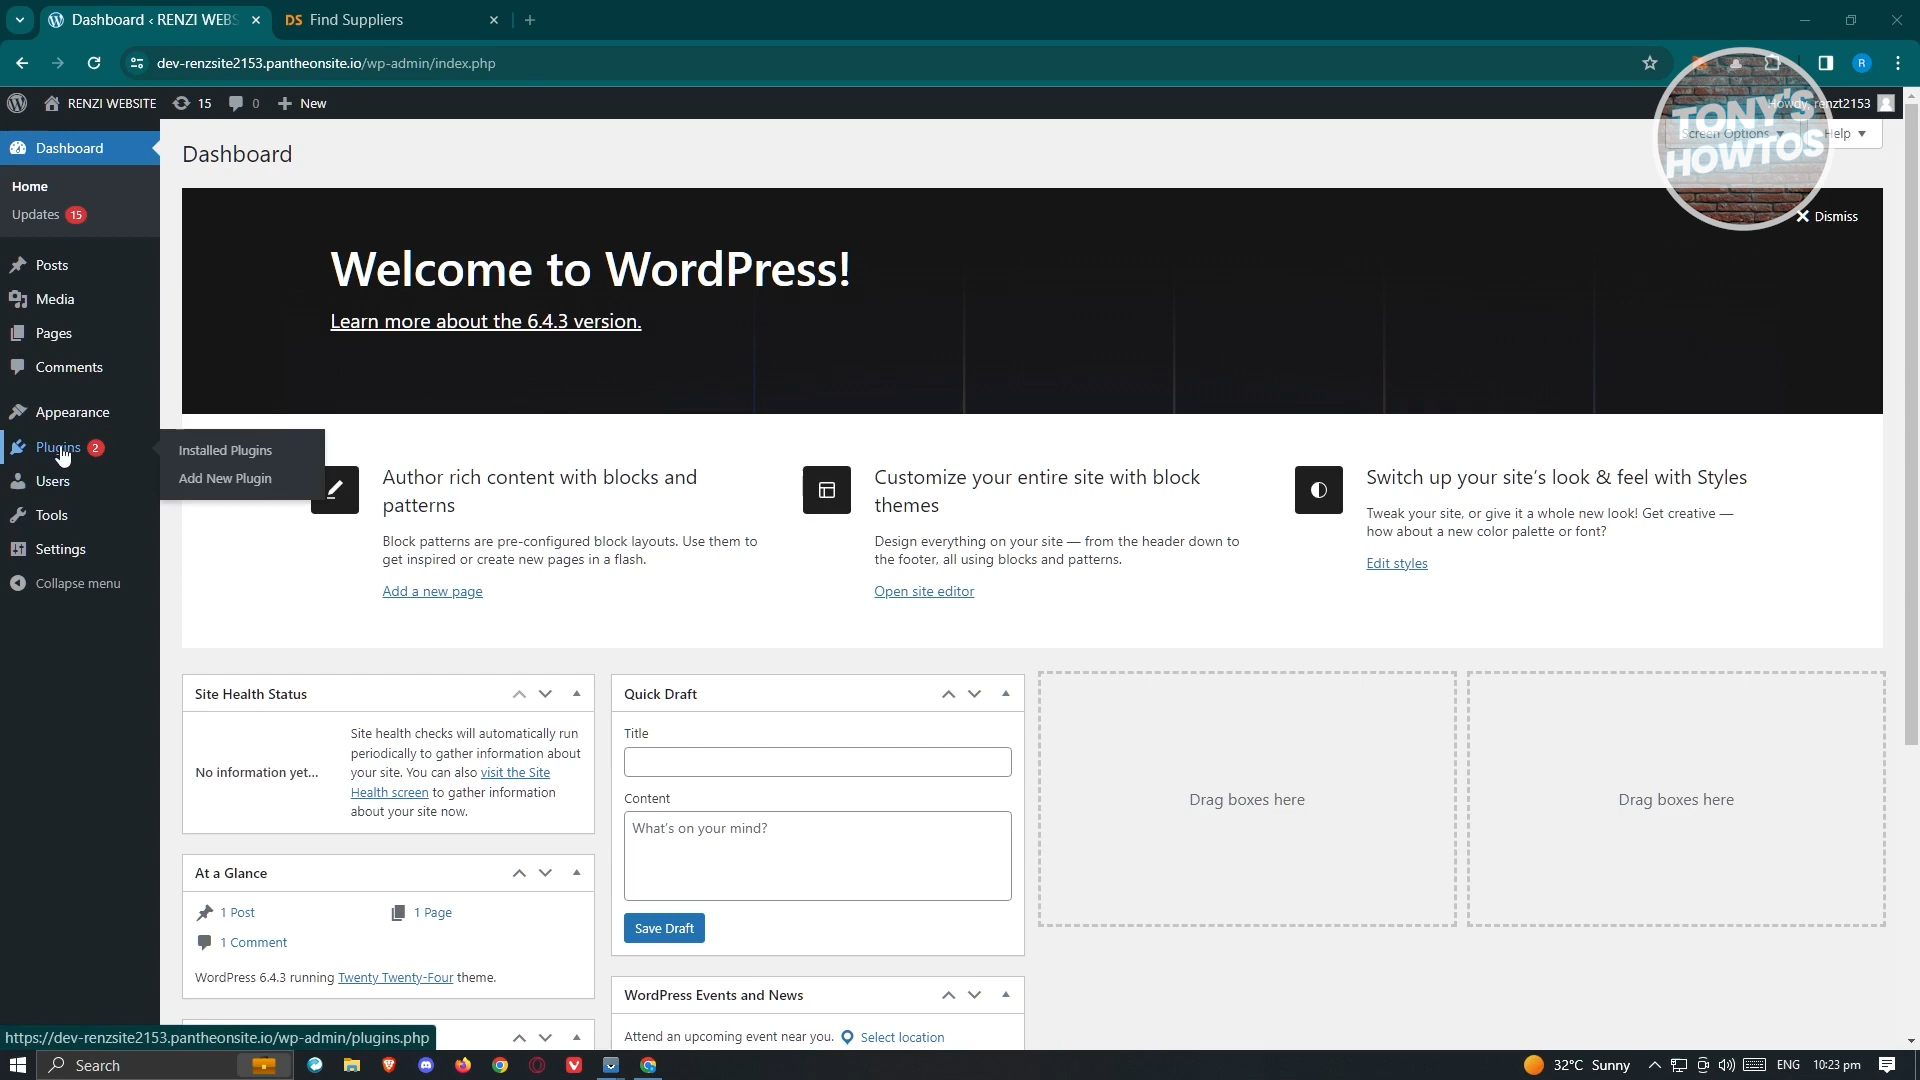 Dashboard ‹ RENZI WEBS
DS Find Suppliers
dev-renzsite2153.pantheonsite.io/wp-admin/index.php
R
RENZI WEBSITE
15
0
New
Howdy, renzt2153
TONY'S
HOWTOS
Screen Options
Help
Dashboard
Home
Updates 15
Posts
Media
Pages
Comments
Appearance
Plugins 2
Users
Tools
Settings
Collapse menu
Installed Plugins
Add New Plugin
Dashboard
Dismiss
Welcome to WordPress!
Learn more about the 6.4.3 version.
Author rich content with blocks and
patterns
Block patterns are pre-configured block layouts. Use them to
get inspired or create new pages in a flash.
Add a new page
Customize your entire site with block
themes
Design everything on your site — from the header down to
the footer, all using blocks and patterns.
Open site editor
Switch up your site's look & feel with Styles
Tweak your site, or give it a whole new look! Get creative —
how about a new color palette or font?
Edit styles
Site Health Status
No information yet...
Site health checks will automatically run
periodically to gather information about
your site. You can also visit the Site
Health screen to gather information
about your site now.
At a Glance
1 Post
1 Page
1 Comment
WordPress 6.4.3 running Twenty Twenty-Four theme.
Quick Draft
Title
Content
What's on your mind?
Save Draft
WordPress Events and News
Attend an upcoming event near you.
Select location
Drag boxes here
Drag boxes here
https://dev-renzsite2153.pantheonsite.io/wp-admin/plugins.php
Search
32°C Sunny
ENG
10:23 pm